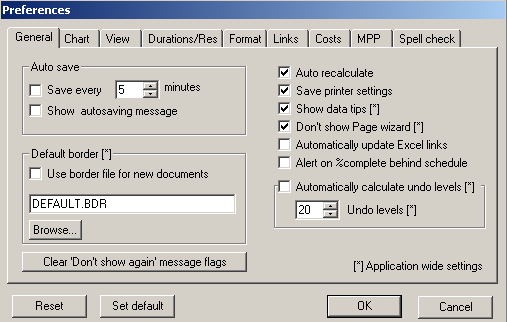 Preferences
General Chart View Durations/Res Format Links Costs MPP Spell check
Auto save
Save every 5 minutes
Show autosaving message
Default border [*]
Use border file for new documents
DEFAULT.BDR
Browse...
Clear 'Don't show again' message flags
Auto recalculate
Save printer settings
Show data tips [*]
Don't show Page wizard [*]
Automatically update Excel links
Alert on %complete behind schedule
Automatically calculate undo levels [*]
20 Undo levels [*]
[*] Application wide settings
Reset Set default OK Cancel